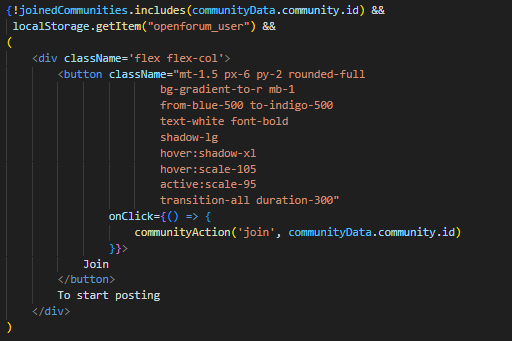 {!joinedCommunities.includes(communityData.community.id) &&
localStorage.getItem("openforum_user") &&
(
<div className='flex flex-col'>
<button className="mt-1.5 px-6 py-2 rounded-full
bg-gradient-to-r mb-1
from-blue-500 to-indigo-500
text-white font-bold
shadow-lg
hover:shadow-xl
hover:scale-105
active:scale-95
transition-all duration-300"
onClick={() => {
communityAction('join', communityData.community.id)
}}>
Join
</button>
To start posting
</div>
)